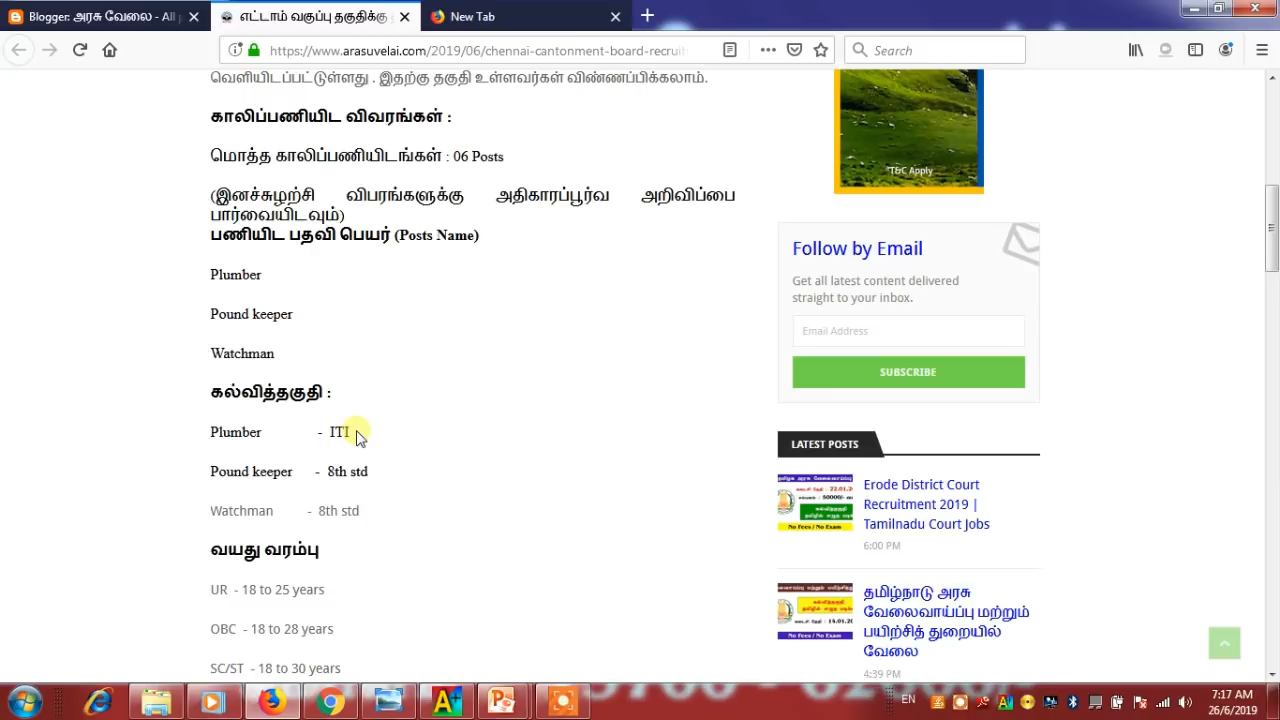 Blogger: அரசு வேலை - All p
எட்டாம் வகுப்பு தகுதிக்கு
New Tab
https://www.arasuvelai.com/2019/06/chennai-cantonment-board-recruit
Search
வெளியிடப்பட்டுள்ளது . இதற்கு தகுதி உள்ளவர்கள் விண்ணப்பிக்கலாம்.
காலிப்பணியிட விவரங்கள் :
மொத்த காலிப்பணியிடங்கள் : 06 Posts
(இனச்சுழற்சி விபரங்களுக்கு அதிகாரப்பூர்வ அறிவிப்பை
பார்வையிடவும்)
பணியிட பதவி பெயர் (Posts Name)
Plumber
Pound keeper
Watchman
கல்வித்தகுதி :
Plumber - ITI
Pound keeper - 8th std
Watchman - 8th std
வயது வரம்பு
UR - 18 to 25 years
OBC - 18 to 28 years
SC/ST - 18 to 30 years
*T&C Apply
Follow by Email
Get all latest content delivered
straight to your inbox.
Email Address
SUBSCRIBE
LATEST POSTS
Erode District Court
Recruitment 2019 |
Tamilnadu Court Jobs
6:00 PM
தமிழ்நாடு அரசு
வேலைவாய்ப்பு மற்றும்
பயிற்சித் துறையில்
வேலை
4:39 PM
No Fees / No Exam
No Fees / No Exam
EN
7:17 AM
26/6/2019